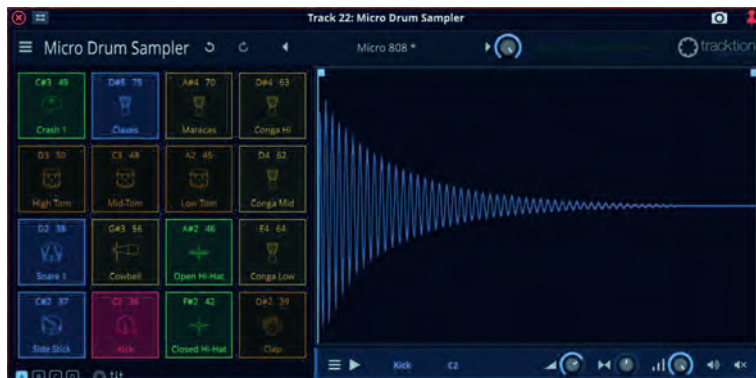 Track 22: Micro Drum Sampler
Micro Drum Sampler
Micro 808 *
tracktion
C#3 49
D#5 75
A#4 70
D#4 63
Crash 1
Claves
Maracas
Conga Hi
D3 50
C3 48
A2 45
D4 62
High Tom
Mid-Tom
Low Tom
Conga Mid
D2 38
G#3 56
A#2 46
E4 64
Snare 1
Cowbell
Open Hi-Hat
Conga Low
C#2 37
C2 36
F#2 42
D#2 39
Side Stick
Kick
Closed Hi-Hat
Clap
A B C D
Kick
C2